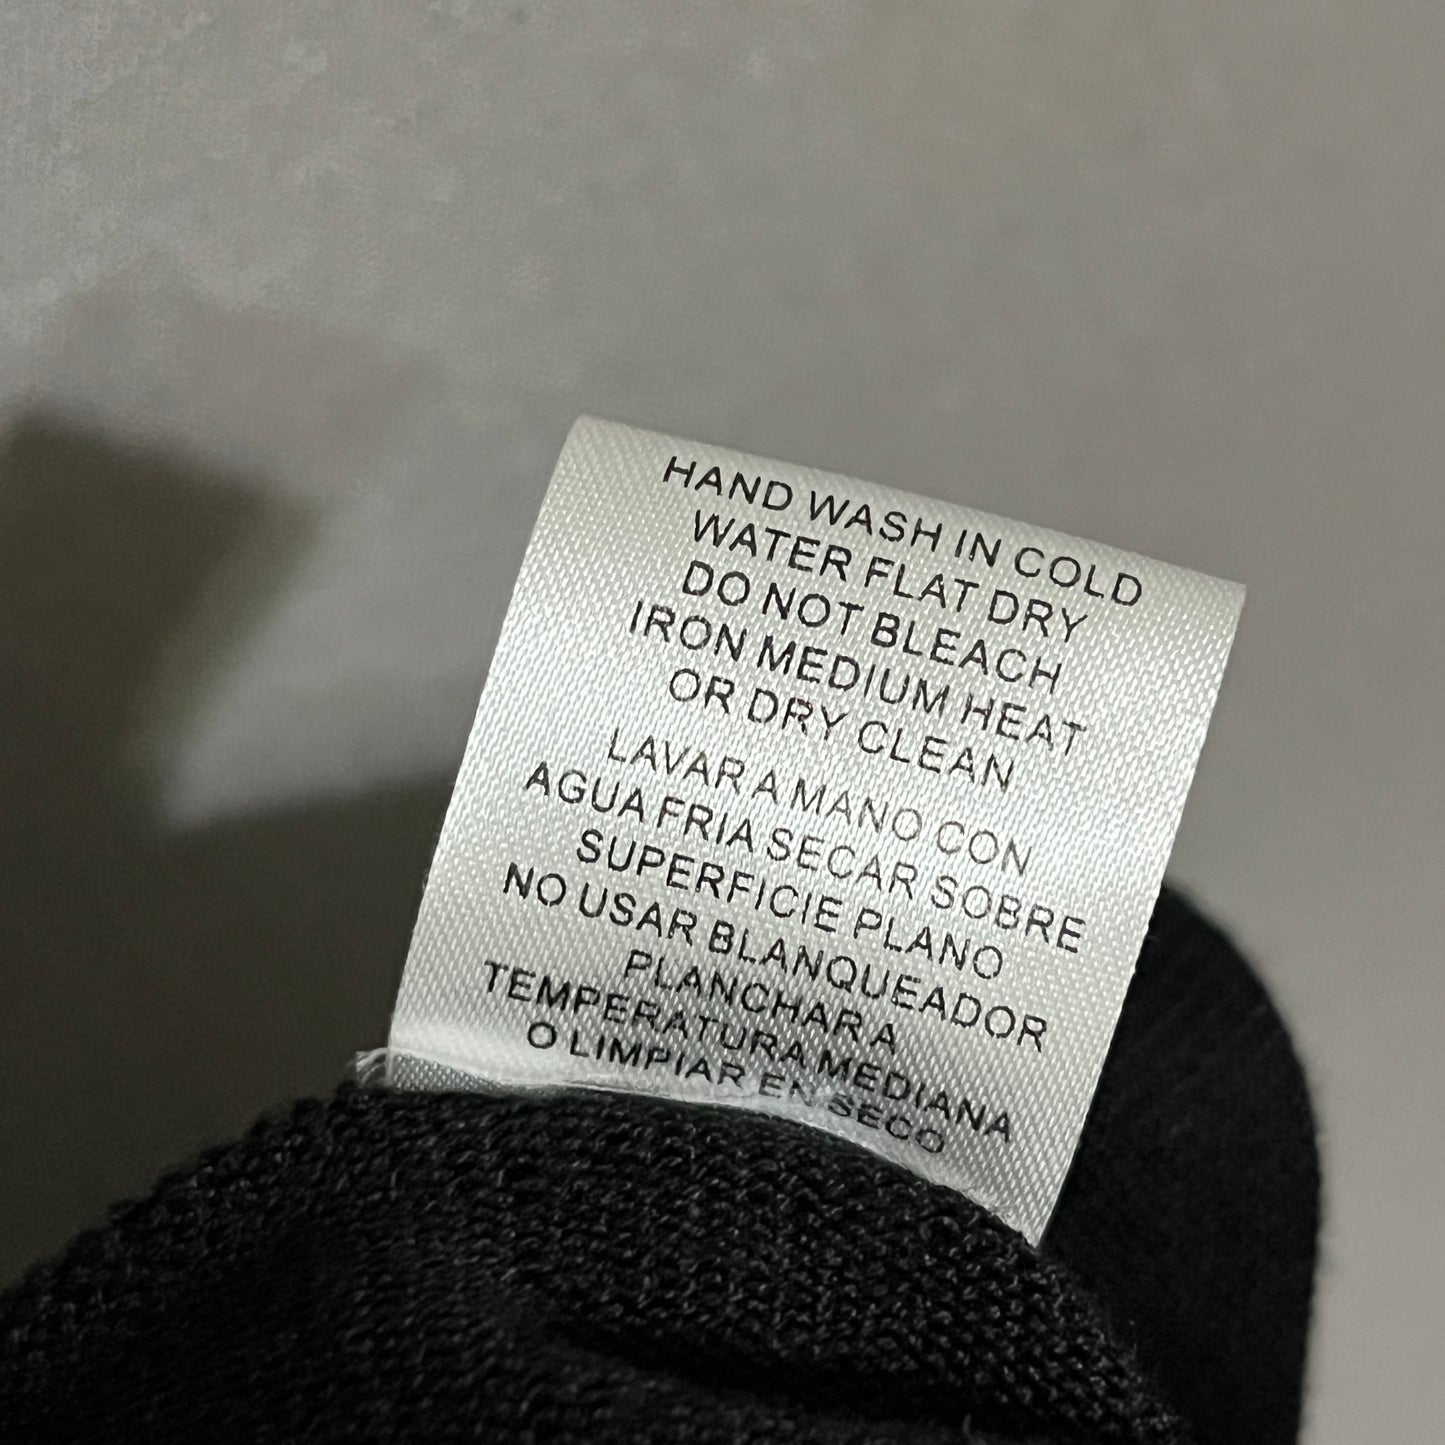 HAND WASH IN COLD
WATER FLAT DRY
DO NOT BLEACH
IRON MEDIUM HEAT
OR DRY CLEAN
LAVAR A MANO CON
AGUA FRIA SECAR SOBRE
SUPERFICIE PLANO
NO USAR BLANQUEADOR
PLANCHAR A
TEMPERATURA MEDIANA
O LIMPIAR EN SECO